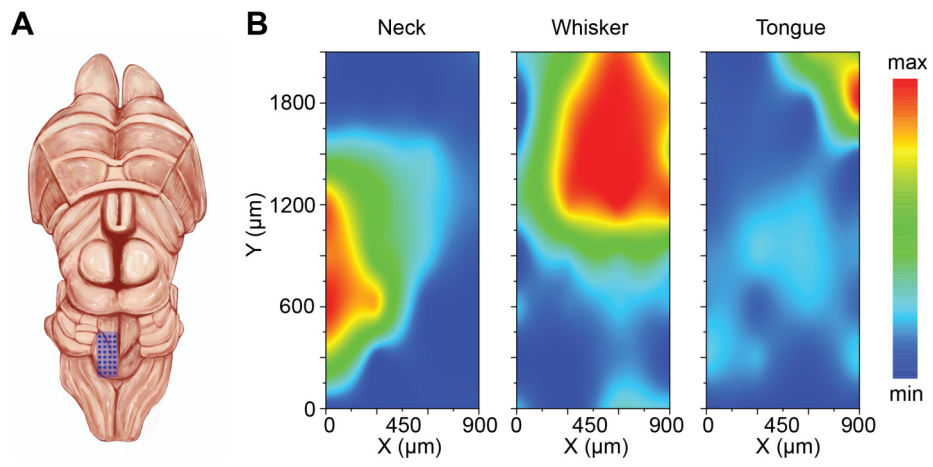 A
B
Neck
Whisker
Tongue
max
min
Y (µm)
1800
1200
600
0
0 450 900
X (µm)
0 450 900
X (µm)
0 450 900
X (µm)